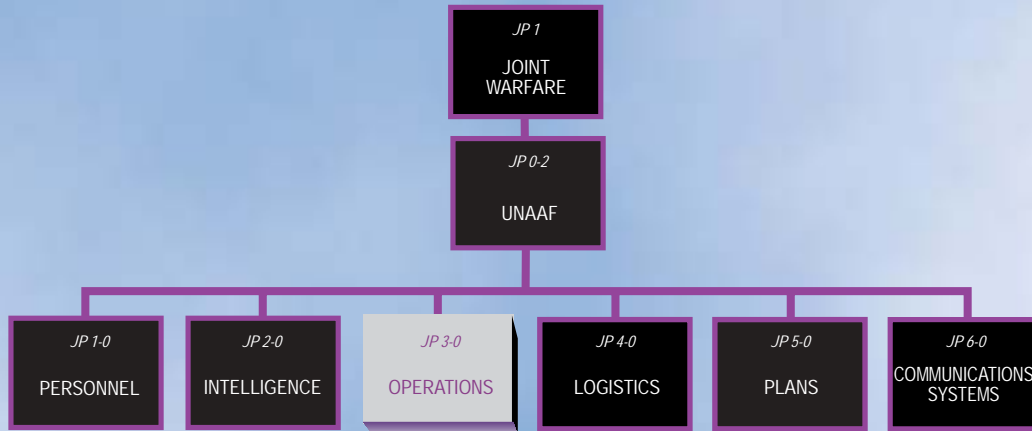 JP 1
JOINT
WARFARE
JP 0-2
UNAAF
JP 1-0
PERSONNEL
JP 2-0
INTELLIGENCE
JP 3-0
OPERATIONS
JP 4-0
LOGISTICS
JP 5-0
PLANS
JP 6-0
COMMUNICATIONS
SYSTEMS